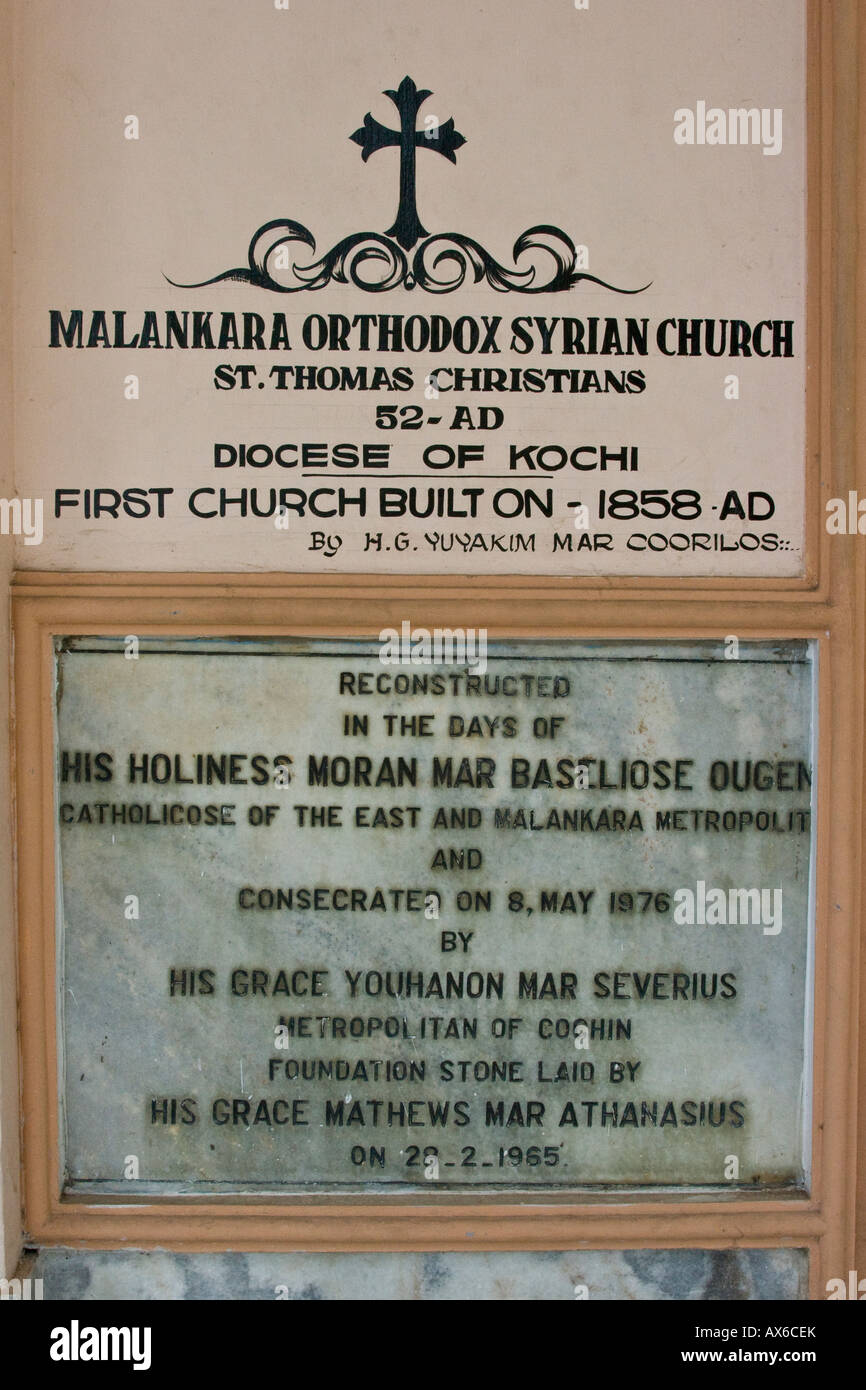 MALANKARA ORTHODOX SYRIAN CHURCH
ST. THOMAS CHRISTIANS
52- AD
DIOCESE OF KOCHI
FIRST CHURCH BUILT ON - 1858 · AD
By H.G. YUYAKIM MAR COORILOS::..
RECONSTRUCTED
IN THE DAYS OF
HIS HOLINESS MORAN MAR BASELIOSE OUGEN
CATHOLICOSE OF THE EAST AND MALANKARA METROPOLIT
AND
CONSECRATED ON 8, MAY 1976
BY
HIS GRACE YOUHANON MAR SEVERIUS
METROPOLITAN OF COCHIN
FOUNDATION STONE LAID BY
HIS GRACE MATHEWS MAR ATHANASIUS
ON 28-2-1965.
alamy
alamy
alamy
alamy
alamy
alamy
Image ID: AX6CEK
www.alamy.com